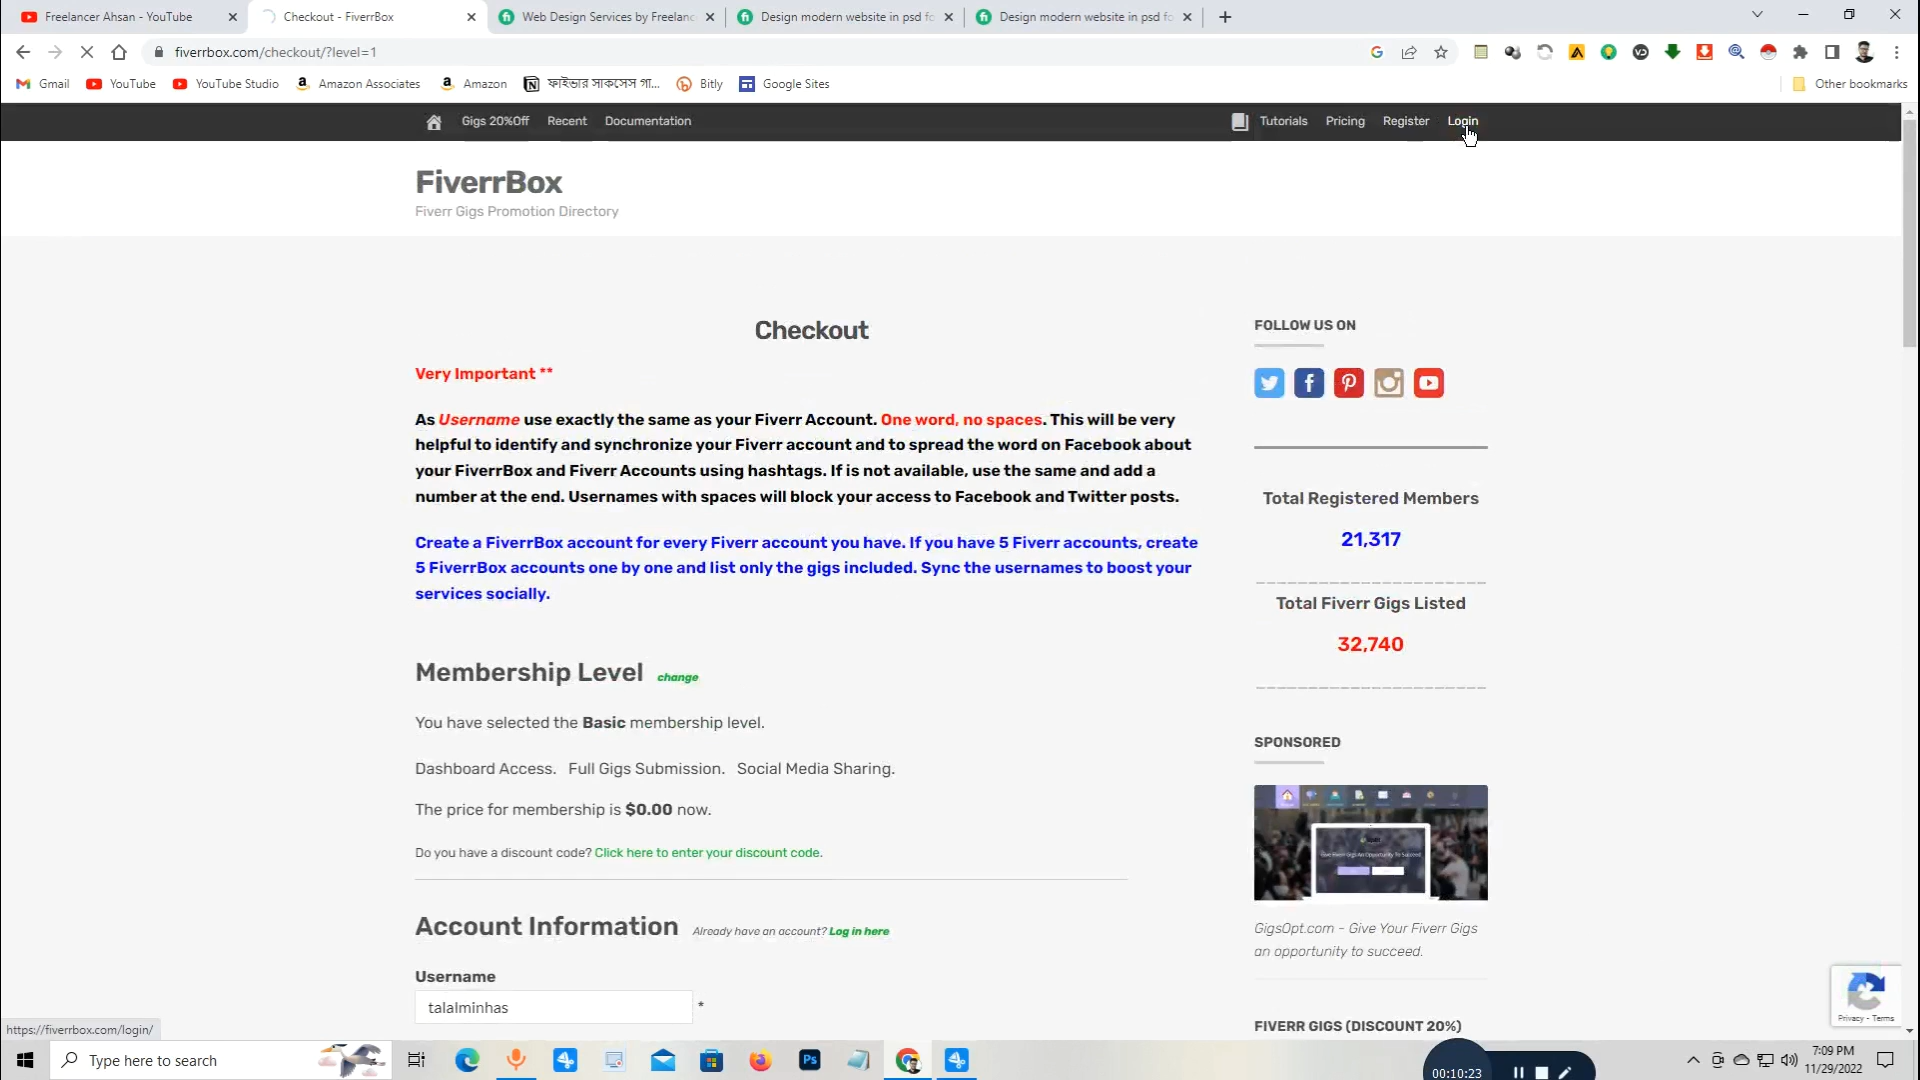 Freelancer Ahsan - YouTube
Checkout - FiverrBox
Web Design Services by Freelanc
Design modern website in psd fo
Design modern website in psd fo
fiverrbox.com/checkout/?level=1
Gmail
YouTube
YouTube Studio
Amazon Associates
Amazon
ফাইভার সাকসেস গা...
Bitly
Google Sites
Other bookmarks
Gigs 20%Off
Recent
Documentation
Tutorials
Pricing
Register
Login
FiverrBox
Fiverr Gigs Promotion Directory
Checkout
Very Important **
As Username use exactly the same as your Fiverr Account. One word, no spaces. This will be very
helpful to identify and synchronize your Fiverr account and to spread the word on Facebook about
your FiverrBox and Fiverr Accounts using hashtags. If is not available, use the same and add a
number at the end. Usernames with spaces will block your access to Facebook and Twitter posts.
Create a FiverrBox account for every Fiverr account you have. If you have 5 Fiverr accounts, create
5 FiverrBox accounts one by one and list only the gigs included. Sync the usernames to boost your
services socially.
Membership Level change
You have selected the Basic membership level.
Dashboard Access. Full Gigs Submission. Social Media Sharing.
The price for membership is $0.00 now.
Do you have a discount code? Click here to enter your discount code.
Account Information Already have an account? Log in here
Username
talalminhas *
FOLLOW US ON
Total Registered Members
21,317
Total Fiverr Gigs Listed
32,740
SPONSORED
GigsOpt.com - Give Your Fiverr Gigs
an opportunity to succeed.
FIVERR GIGS (DISCOUNT 20%)
Privacy - Terms
https://fiverrbox.com/login/
Type here to search
Ps
00:10:23
7:09 PM
11/29/2022